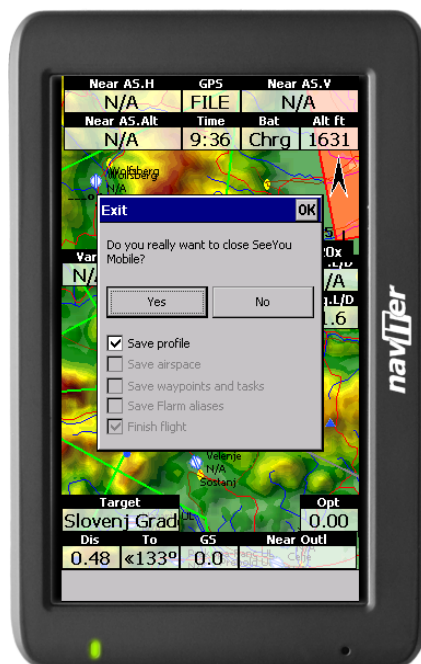 Near AS.H GPS Near AS.V
N/A FILE N/A
Near AS.Alt Time Bat Alt ft
N/A 9:36 Chrg 1631
Wolfsberg
N/A
Exit OK
Do you really want to close SeeYou
Mobile?
Yes No
Save profile
Save airspace
Save waypoints and tasks
Save Flarm aliases
Finish flight
naviter
Velenje
N/A
Sostanj
Target Opt
Slovenj Grad 0.00
Dis To GS Near Outl
0.48 «133° 0.0